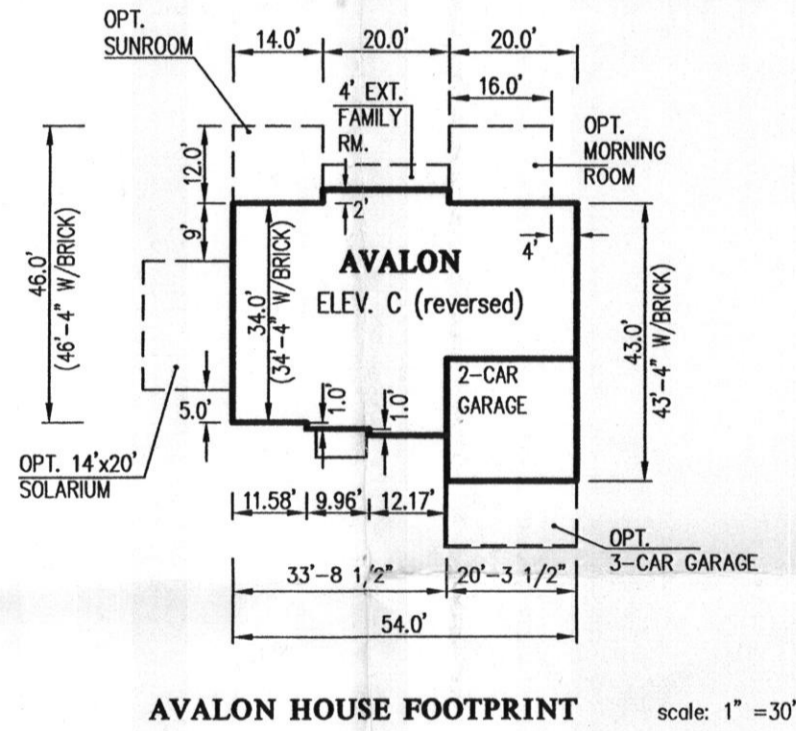 OPT.
SUNROOM
14.0'
20.0'
20.0'
4' EXT.
FAMILY
RM.
16.0'
OPT.
MORNING
ROOM
12.0'
2'
9'
4'
46.0'
(46'-4" W/BRICK)
34.0'
(34'-4" W/BRICK)
AVALON
ELEV. C (reversed)
43.0'
43'-4" W/BRICK)
2-CAR
GARAGE
5.0'
1.0'
1.0'
OPT. 14'x20'
SOLARIUM
11.58'
9.96'
12.17'
OPT.
3-CAR GARAGE
33'-8 1/2"
20'-3 1/2"
54.0'
AVALON HOUSE FOOTPRINT
scale: 1" =30'